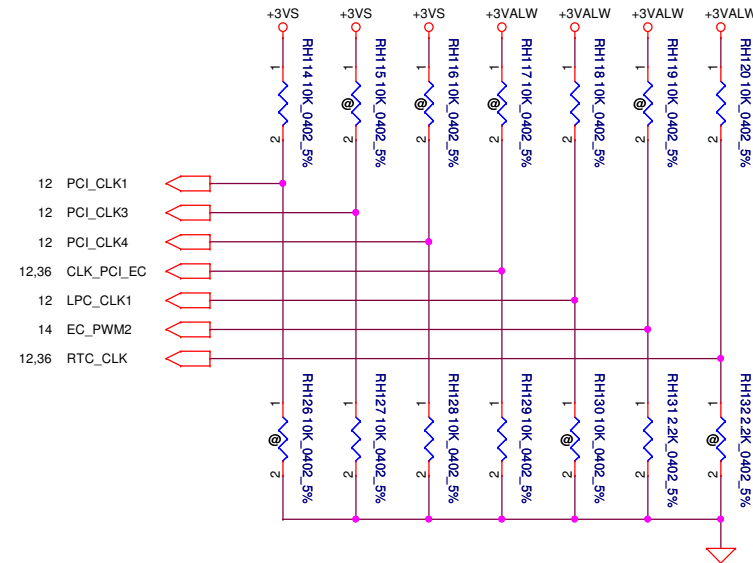 +3VS +3VS +3VS +3VALW +3VALW +3VALW +3VALW
1 1 1 1 1 1 1
RH114 10K_0402_5%
RH115 10K_0402_5%
RH116 10K_0402_5%
RH117 10K_0402_5%
RH118 10K_0402_5%
RH119 10K_0402_5%
RH120 10K_0402_5%
@ @ @ @
2 2 2 2 2 2 2
12 PCI_CLK1
12 PCI_CLK3
12 PCI_CLK4
12,36 CLK_PCI_EC
12 LPC_CLK1
14 EC_PWM2
12,36 RTC_CLK
1 1 1 1 1 1 1
RH126 10K_0402_5%
RH127 10K_0402_5%
RH128 10K_0402_5%
RH129 10K_0402_5%
RH130 10K_0402_5%
RH131 2.2K_0402_5%
RH132 2.2K_0402_5%
@ @ @
2 2 2 2 2 2 2